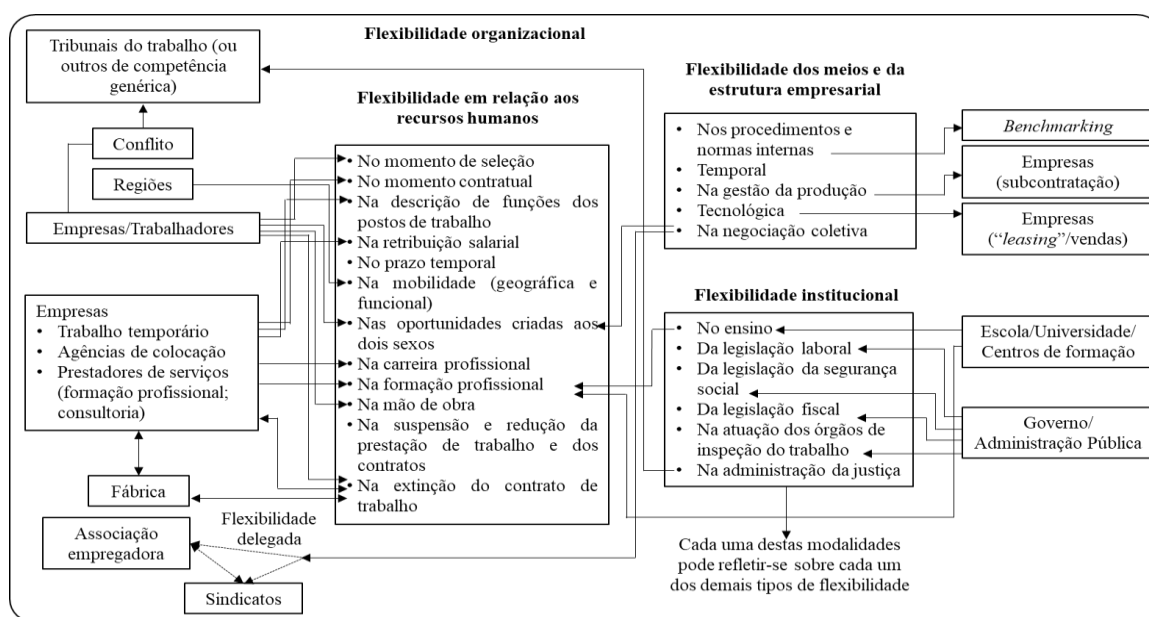 Flexibilidade organizacional
Tribunais do trabalho (ou
outros de competência
genérica)
Conflito
Regiões
Empresas/Trabalhadores
Empresas
• Trabalho temporário
• Agências de colocação
• Prestadores de serviços
(formação profissional;
consultoria)
Fábrica
Associação
empregadora
Flexibilidade
delegada
Sindicatos
Flexibilidade em relação aos
recursos humanos
• No momento de seleção
• No momento contratual
• Na descrição de funções dos
postos de trabalho
• Na retribuição salarial
No prazo temporal
• Na mobilidade (geográfica e
funcional)
• Nas oportunidades criadas aos
dois sexos
• Na carreira profissional
• Na formação profissional
• Na mão de obra
• Na suspensão e redução da
prestação de trabalho e dos
contratos
• Na extinção do contrato de
trabalho
Flexibilidade dos meios e da
estrutura empresarial
• Nos procedimentos e
normas internas
• Temporal
• Na gestão da produção
• Tecnológica
• Na negociação coletiva
Benchmarking
Empresas
(subcontratação)
Empresas
(“leasing”/vendas)
Flexibilidade institucional
• No ensino
• Da legislação laboral
• Da legislação da segurança
social
• Da legislação fiscal
• Na atuação dos órgãos de
inspeção do trabalho
• Na administração da justiça
Escola/Universidade/
Centros de formação
Governo/
Administração Pública
Cada uma destas modalidades
pode refletir-se sobre cada um
dos demais tipos de flexibilidade